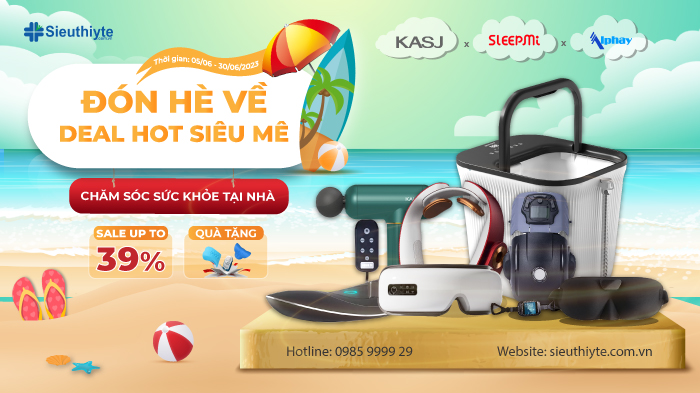 Sieuthiyte
Thời gian: 05/06 - 30/06/2023
ĐÓN HÈ VỀ
DEAL HOT SIÊU MÊ
KASJ x SLEEPMi x Alphay
CHĂM SÓC SỨC KHỎE TẠI NHÀ
SALE UP TO
39%
QUÀ TẶNG
Hotline: 0985 9999 29
Website: sieuthiyte.com.vn